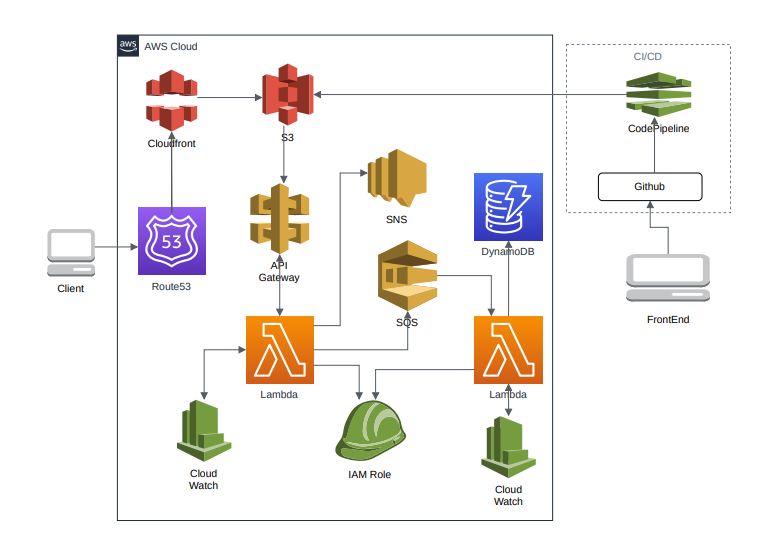 aws
AWS Cloud
CI/CD
Cloudfront
S3
CodePipeline
Github
SNS
53
Route53
API
Gateway
DynamoDB
Client
SQS
FrontEnd
Lambda
Lambda
Cloud
Watch
IAM Role
Cloud
Watch